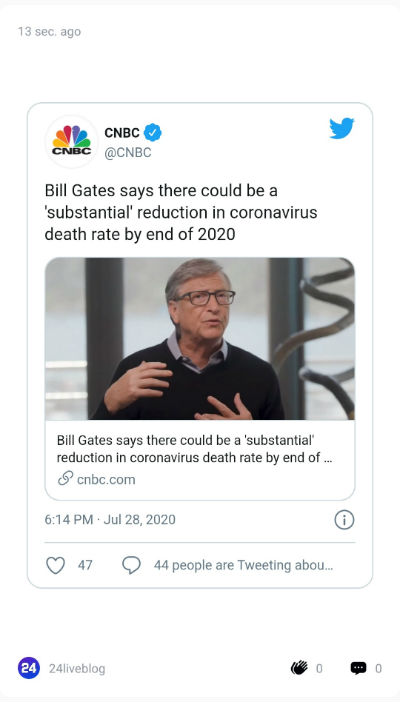 13 sec. ago
CNBC
CNBC
@CNBC
Bill Gates says there could be a
'substantial' reduction in coronavirus
death rate by end of 2020
Bill Gates says there could be a 'substantial'
reduction in coronavirus death rate by end of ...
cnbc.com
6:14 PM · Jul 28, 2020
47
44 people are Tweeting abou...
24
24liveblog
0
0